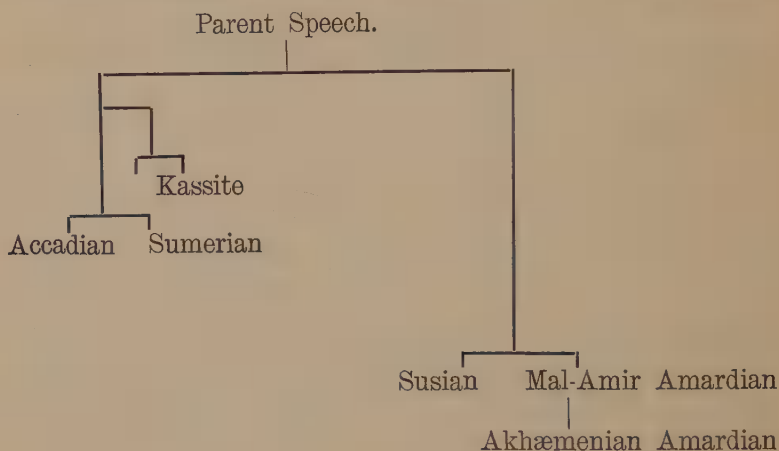 Parent Speech.
Kassite
Accadian Sumerian
Susian Mal-Amir Amardian
Akhæmenian Amardian